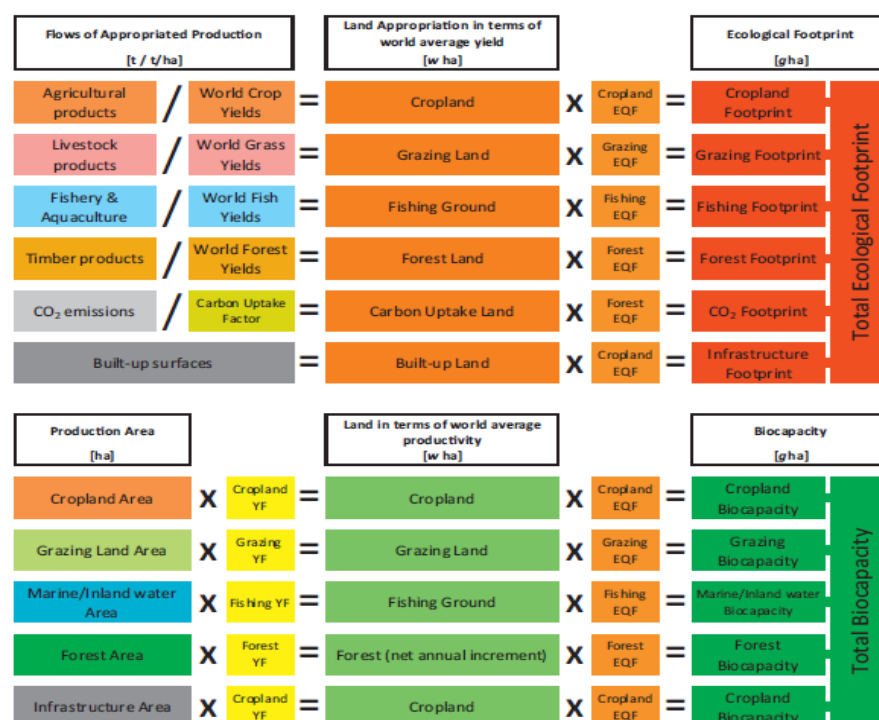 Flows of Appropriated Production
[t / t/ha]
Land Appropriation in terms of
world average yield
[w ha]
Ecological Footprint
[gha]
Agricultural
products
/
World Crop
Yields
=
Cropland
X
Cropland
EQF
=
Cropland
Footprint
Livestock
products
/
World Grass
Yields
=
Grazing Land
X
Grazing
EQF
=
Grazing Footprint
Fishery &
Aquaculture
/
World Fish
Yields
=
Fishing Ground
X
Fishing
EQF
=
Fishing Footprint
Timber products
/
World Forest
Yields
=
Forest Land
X
Forest
EQF
=
Forest Footprint
CO₂ emissions
/
Carbon Uptake
Factor
=
Carbon Uptake Land
X
Forest
EQF
=
CO₂ Footprint
Built-up surfaces
=
Built-up Land
X
Cropland
EQF
=
Infrastructure
Footprint
Total Ecological Footprint
Production Area
[ha]
Land in terms of world average
productivity
[w ha]
Biocapacity
[gha]
Cropland Area
X
Cropland
YF
=
Cropland
X
Cropland
EQF
=
Cropland
Biocapacity
Grazing Land Area
X
Grazing
YF
=
Grazing Land
X
Grazing
EQF
=
Grazing
Biocapacity
Marine/Inland water
Area
X
Fishing YF
=
Fishing Ground
X
Fishing
EQF
=
Marine/Inland water
Biocapacity
Forest Area
X
Forest
YF
=
Forest (net annual increment)
X
Forest
EQF
=
Forest
Biocapacity
Infrastructure Area
X
Cropland
YF
=
Cropland
X
Cropland
EQF
=
Cropland
Biocapacity
Total Biocapacity